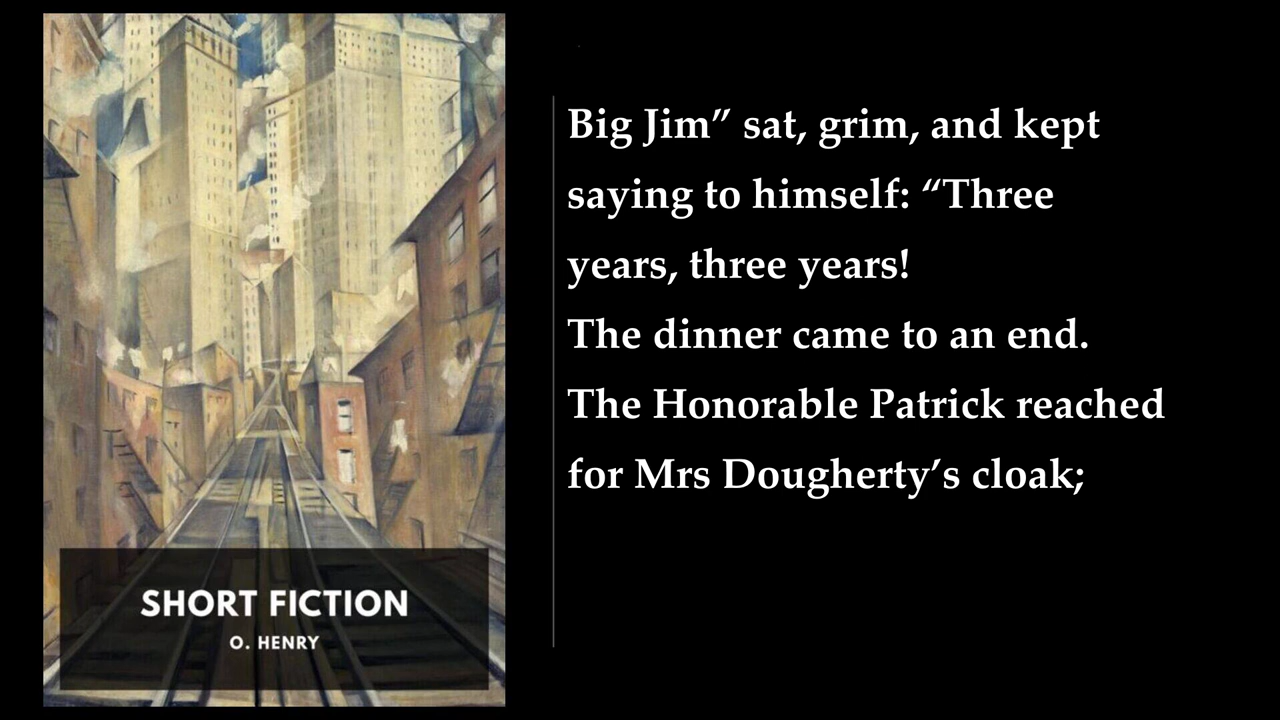 SHORT FICTION
O. HENRY
Big Jim” sat, grim, and kept
saying to himself: “Three
years, three years!
The dinner came to an end.
The Honorable Patrick reached
for Mrs Dougherty’s cloak;